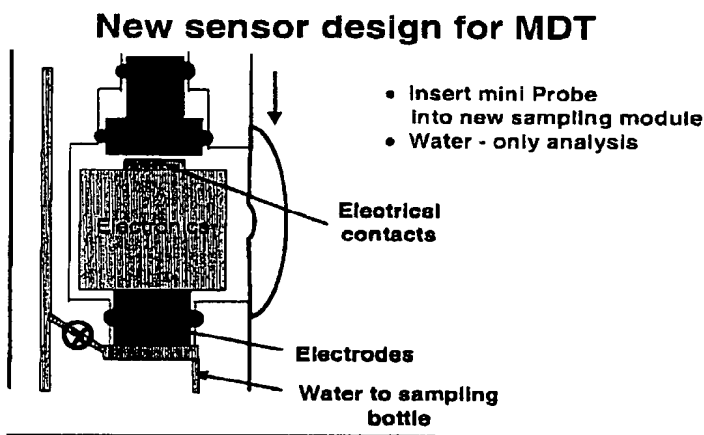 New sensor design for MDT
• Insert mini Probe
into new sampling module
• Water - only analysis
Electrical
contacts
Electronics
Electrodes
Water to sampling
bottle